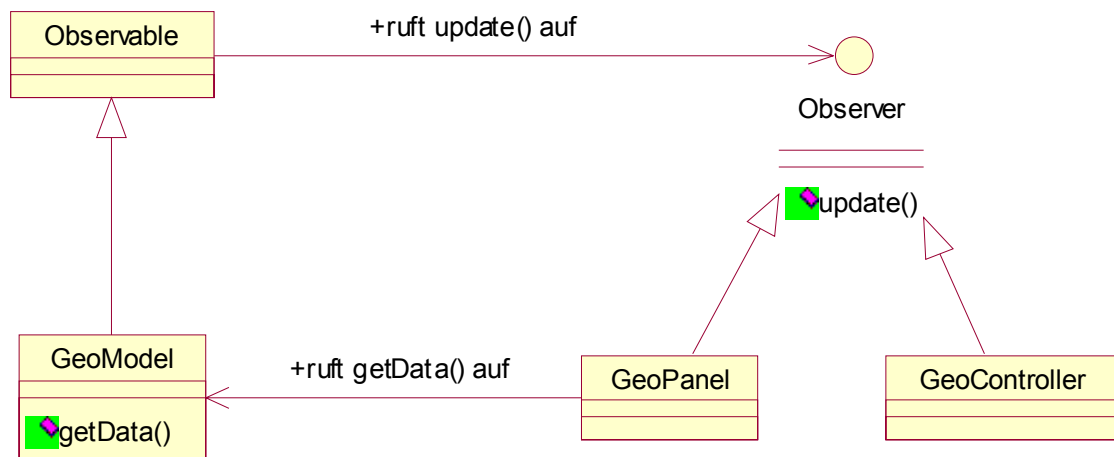 Observable
+ruft update() auf
Observer
update()
GeoModel
+ruft getData() auf
GeoPanel
GeoController
getData()